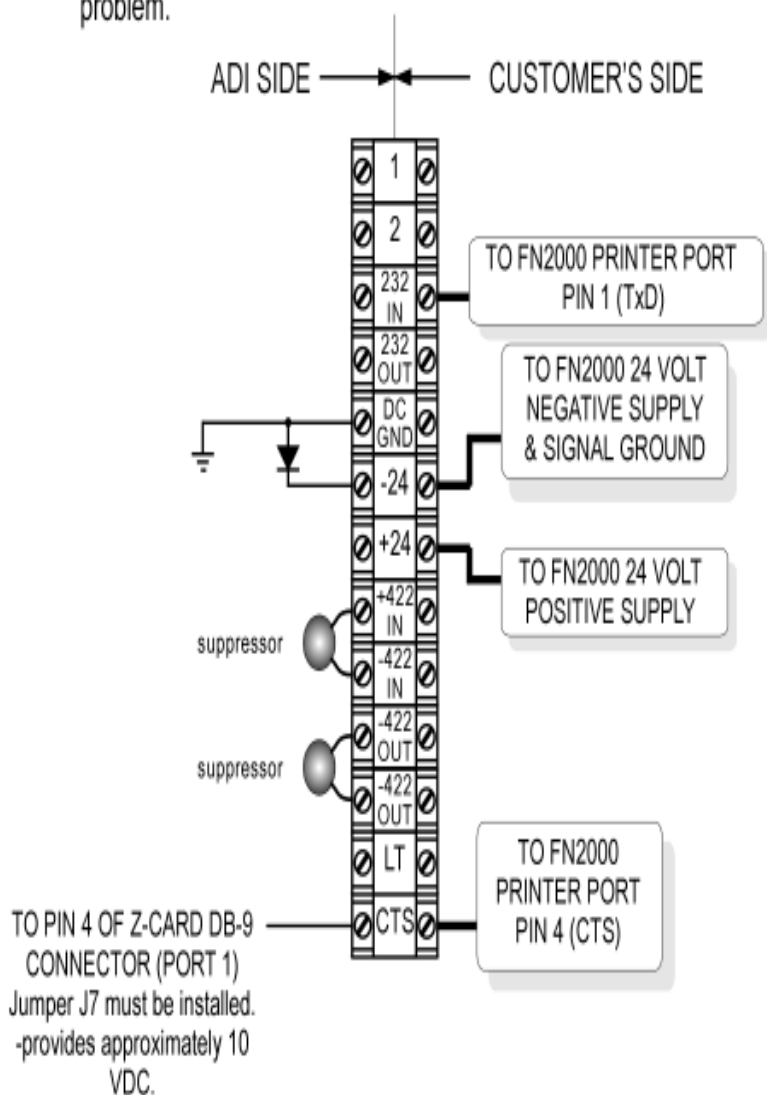 problem.
ADI SIDE
CUSTOMER'S SIDE
1
2
232
IN
TO FN2000 PRINTER PORT
PIN 1 (TxD)
232
OUT
TO FN2000 24 VOLT
NEGATIVE SUPPLY
& SIGNAL GROUND
DC
GND
-24
+24
TO FN2000 24 VOLT
POSITIVE SUPPLY
+422
IN
suppressor
-422
IN
-422
OUT
suppressor
-422
OUT
LT
TO FN2000
PRINTER PORT
PIN 4 (CTS)
CTS
TO PIN 4 OF Z-CARD DB-9
CONNECTOR (PORT 1)
Jumper J7 must be installed.
-provides approximately 10
VDC.